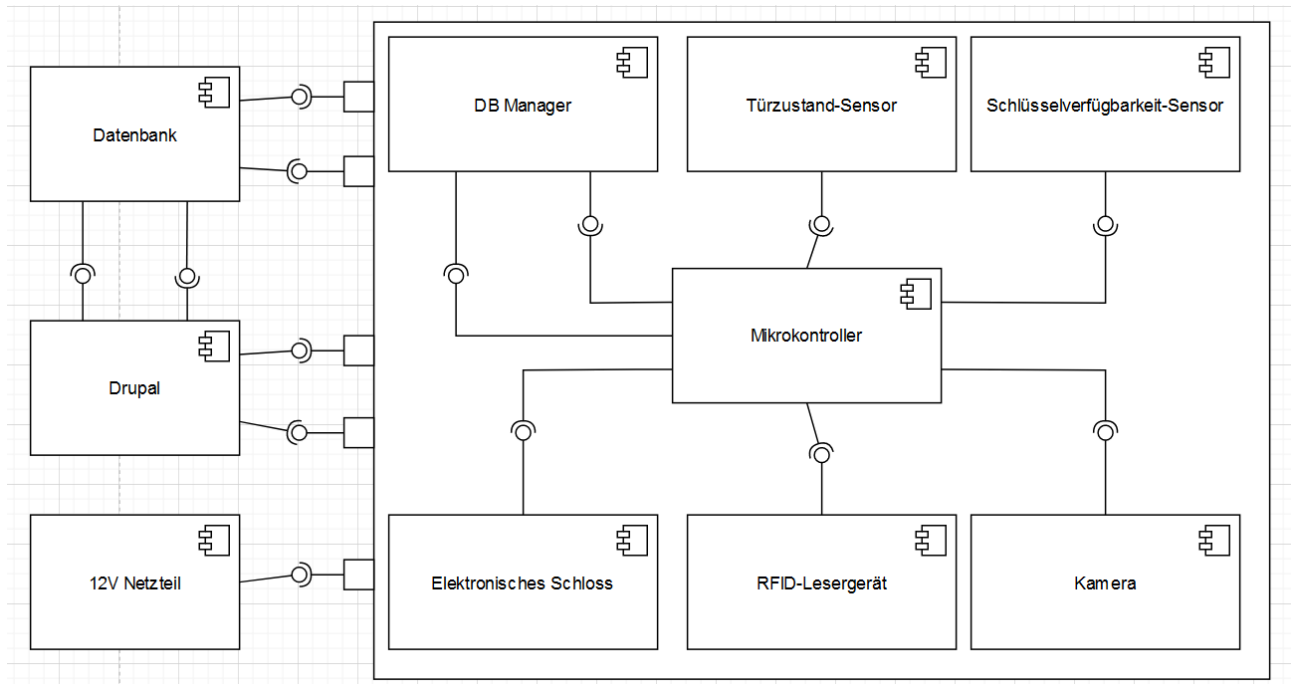 DB Manager
Türzustand-Sensor
Schlüsselverfügbarkeit-Sensor
Datenbank
Mikrokontroller
Drupal
12V Netzteil
Elektronisches Schloss
RFID-Lesergerät
Kamera